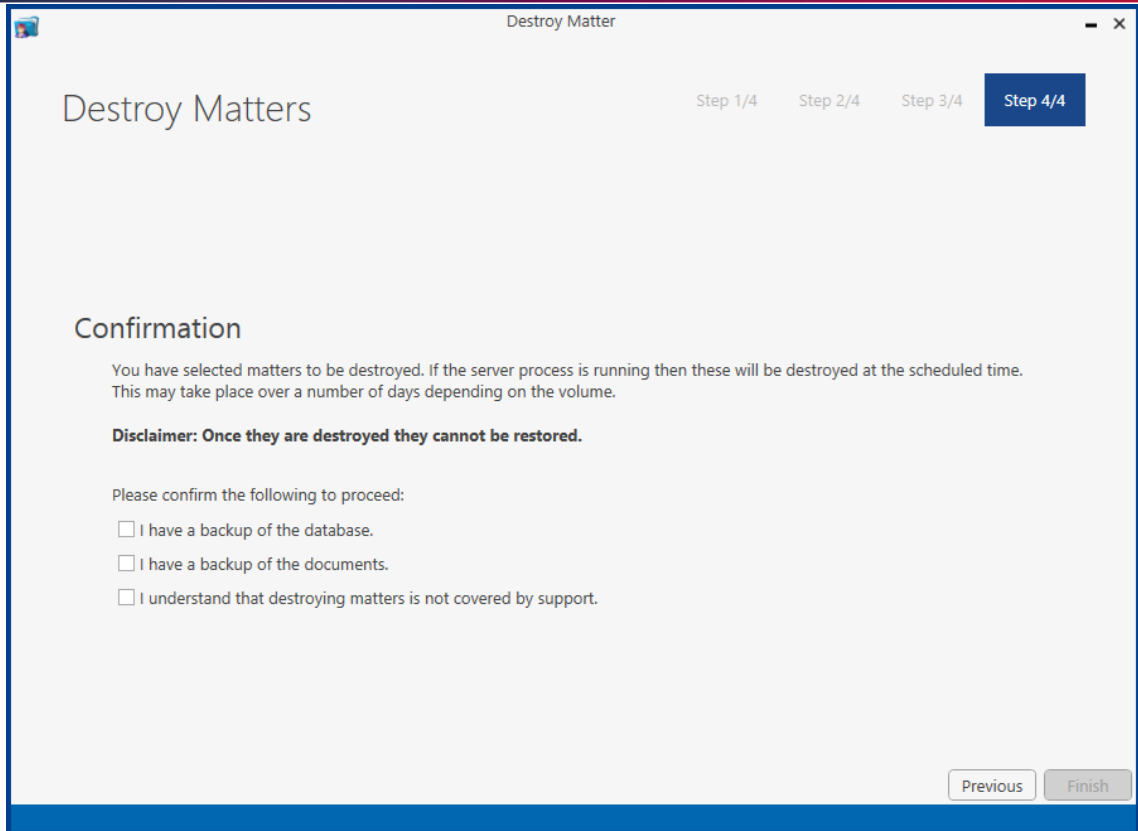 Destroy Matter
Destroy Matters
Step 1/4 Step 2/4 Step 3/4 Step 4/4
Confirmation
You have selected matters to be destroyed. If the server process is running then these will be destroyed at the scheduled time.
This may take place over a number of days depending on the volume.
Disclaimer: Once they are destroyed they cannot be restored.
Please confirm the following to proceed:
I have a backup of the database.
I have a backup of the documents.
I understand that destroying matters is not covered by support.
Previous Finish